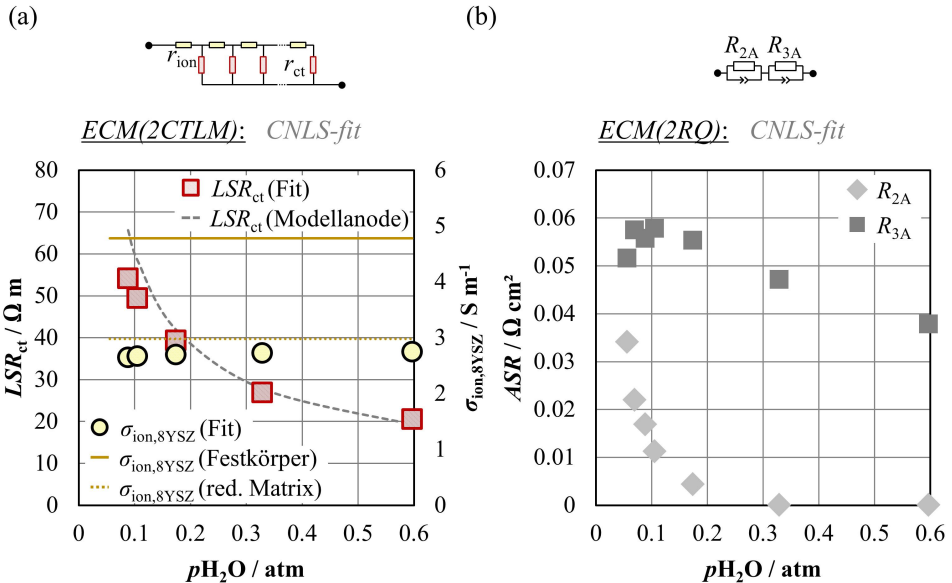 (a)
r_ion
r_ct
ECM(2CTLM): CNLS-fit
80
70
60
50
40
30
20
10
0
LSR_ct / Ω m
6
5
4
3
2
1
0
σ_ion,8YSZ / S m⁻¹
LSR_ct (Fit)
LSR_ct (Modellanode)
σ_ion,8YSZ (Fit)
σ_ion,8YSZ (Festkörper)
σ_ion,8YSZ (red. Matrix)
0 0.1 0.2 0.3 0.4 0.5 0.6
pH₂O / atm
(b)
R_2A R_3A
ECM(2RQ): CNLS-fit
0.07
0.06
0.05
0.04
0.03
0.02
0.01
0
ASR / Ω cm²
R_2A
R_3A
0 0.1 0.2 0.3 0.4 0.5 0.6
pH₂O / atm